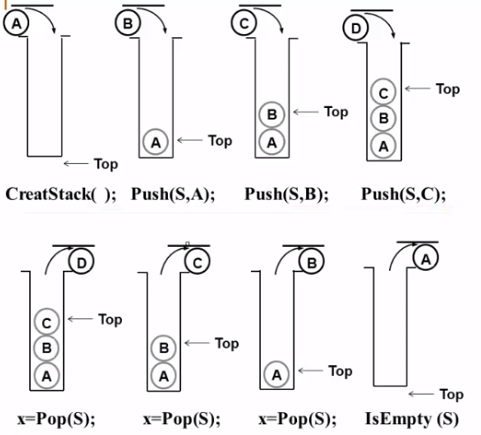 A B C D
C
B B
A A A
Top Top Top Top
CreatStack( ); Push(S,A); Push(S,B); Push(S,C);
D C B A
C
B B
A A A
Top Top Top Top
x=Pop(S); x=Pop(S); x=Pop(S); IsEmpty (S)